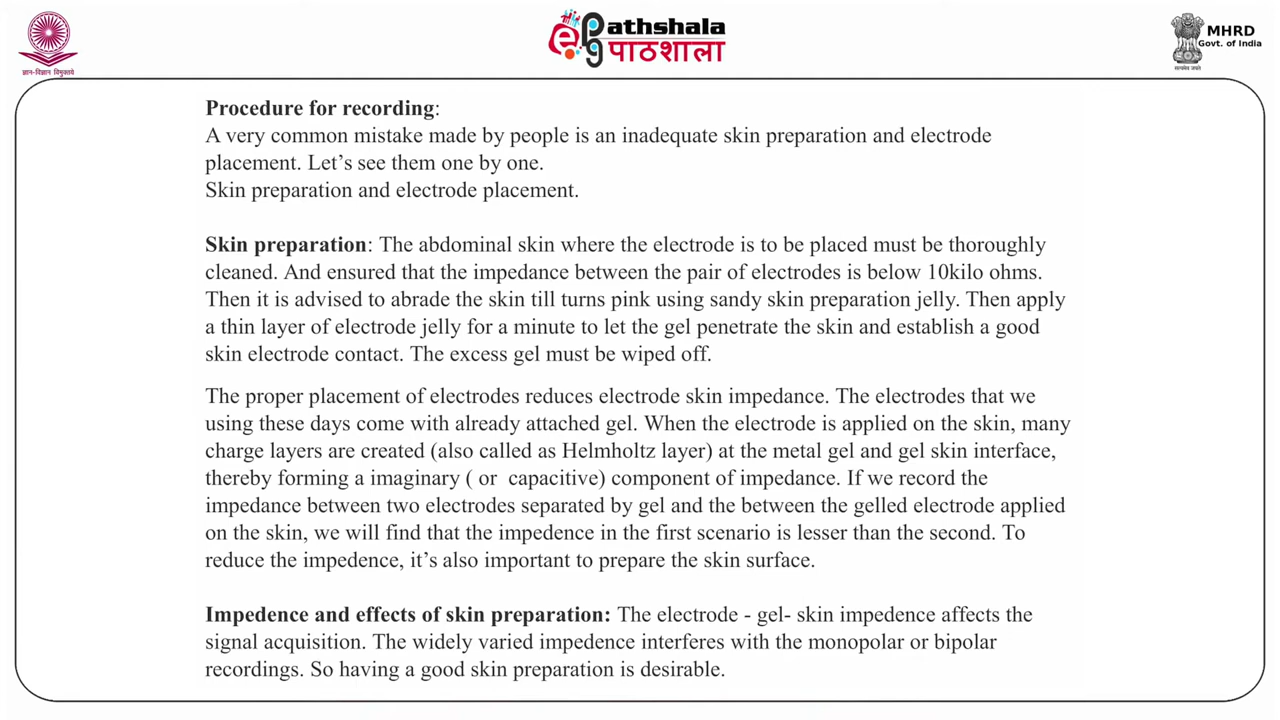 ज्ञान-विज्ञान विमुक्तये
ePg athshala
पाठशाला
MHRD
Govt. of India
सत्यमेव जयते
Procedure for recording:
A very common mistake made by people is an inadequate skin preparation and electrode
placement. Let’s see them one by one.
Skin preparation and electrode placement.
Skin preparation: The abdominal skin where the electrode is to be placed must be thoroughly
cleaned. And ensured that the impedance between the pair of electrodes is below 10kilo ohms.
Then it is advised to abrade the skin till turns pink using sandy skin preparation jelly. Then apply
a thin layer of electrode jelly for a minute to let the gel penetrate the skin and establish a good
skin electrode contact. The excess gel must be wiped off.
The proper placement of electrodes reduces electrode skin impedance. The electrodes that we
using these days come with already attached gel. When the electrode is applied on the skin, many
charge layers are created (also called as Helmholtz layer) at the metal gel and gel skin interface,
thereby forming a imaginary ( or  capacitive) component of impedance. If we record the
impedance between two electrodes separated by gel and the between the gelled electrode applied
on the skin, we will find that the impedence in the first scenario is lesser than the second. To
reduce the impedence, it’s also important to prepare the skin surface.
Impedence and effects of skin preparation: The electrode - gel- skin impedence affects the
signal acquisition. The widely varied impedence interferes with the monopolar or bipolar
recordings. So having a good skin preparation is desirable.